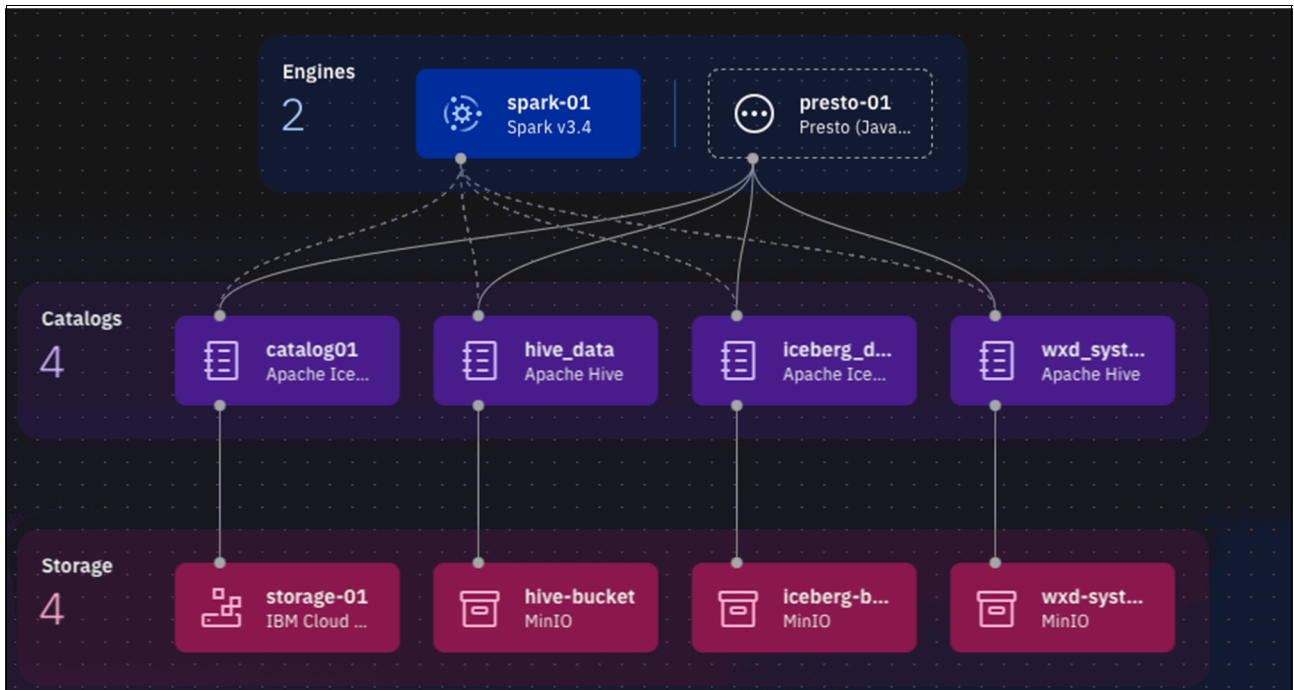 Engines
2
spark-01
Spark v3.4
presto-01
Presto (Java...
Catalogs
4
catalog01
Apache Ice...
hive_data
Apache Hive
iceberg_d...
Apache Ice...
wxd_syst...
Apache Hive
Storage
4
storage-01
IBM Cloud ...
hive-bucket
MinIO
iceberg-b...
MinIO
wxd-syst...
MinIO